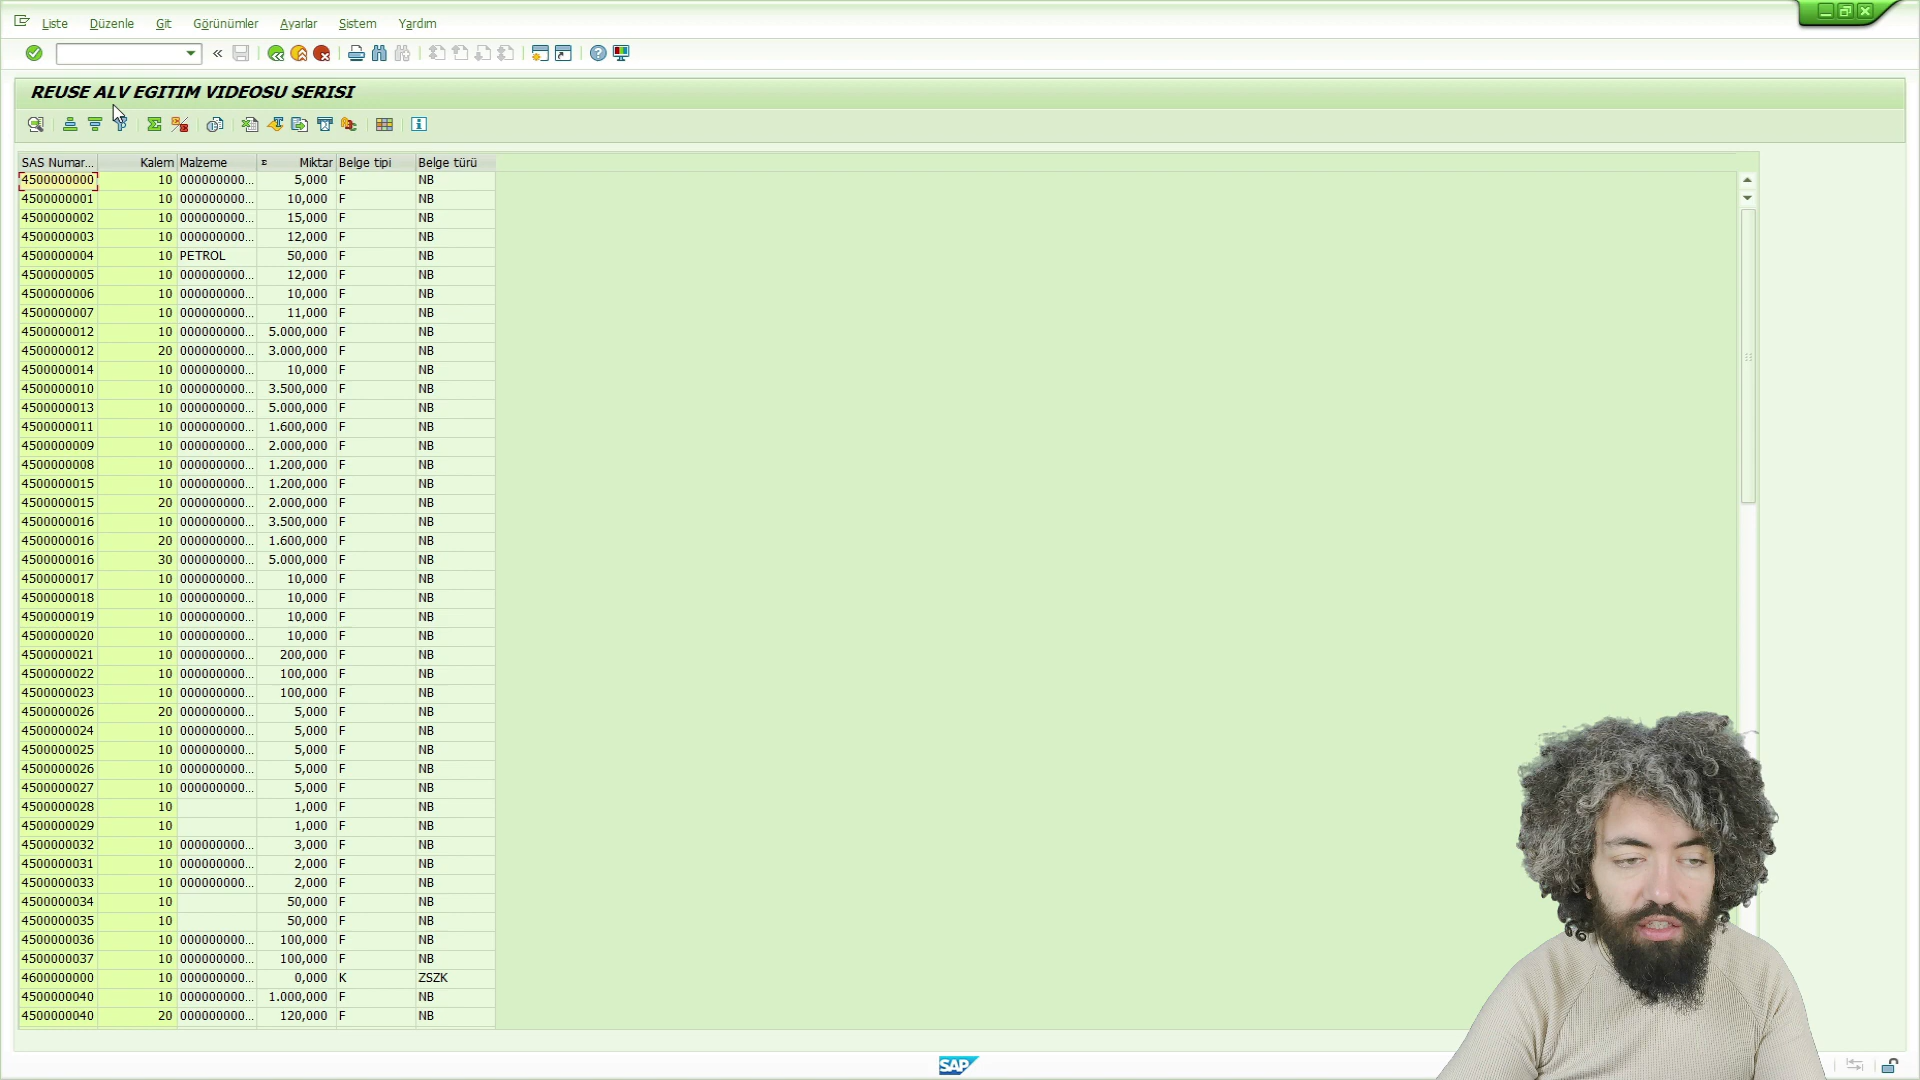 Liste Düzenle Git Görünümler Ayarlar Sistem Yardım
REUSE ALV EGITIM VIDEOSU SERISI
SAS Numar... Kalem Malzeme Σ Miktar Belge tipi Belge türü
4500000000 10 000000000... 5,000 F NB
4500000001 10 000000000... 10,000 F NB
4500000002 10 000000000... 15,000 F NB
4500000003 10 000000000... 12,000 F NB
4500000004 10 PETROL 50,000 F NB
4500000005 10 000000000... 12,000 F NB
4500000006 10 000000000... 10,000 F NB
4500000007 10 000000000... 11,000 F NB
4500000012 10 000000000... 5.000,000 F NB
4500000012 20 000000000... 3.000,000 F NB
4500000014 10 000000000... 10,000 F NB
4500000010 10 000000000... 3.500,000 F NB
4500000013 10 000000000... 5.000,000 F NB
4500000011 10 000000000... 1.600,000 F NB
4500000009 10 000000000... 2.000,000 F NB
4500000008 10 000000000... 1.200,000 F NB
4500000015 10 000000000... 1.200,000 F NB
4500000015 20 000000000... 2.000,000 F NB
4500000016 10 000000000... 3.500,000 F NB
4500000016 20 000000000... 1.600,000 F NB
4500000016 30 000000000... 5.000,000 F NB
4500000017 10 000000000... 10,000 F NB
4500000018 10 000000000... 10,000 F NB
4500000019 10 000000000... 10,000 F NB
4500000020 10 000000000... 10,000 F NB
4500000021 10 000000000... 200,000 F NB
4500000022 10 000000000... 100,000 F NB
4500000023 10 000000000... 100,000 F NB
4500000026 20 000000000... 5,000 F NB
4500000024 10 000000000... 5,000 F NB
4500000025 10 000000000... 5,000 F NB
4500000026 10 000000000... 5,000 F NB
4500000027 10 000000000... 5,000 F NB
4500000028 10 1,000 F NB
4500000029 10 1,000 F NB
4500000032 10 000000000... 3,000 F NB
4500000031 10 000000000... 2,000 F NB
4500000033 10 000000000... 2,000 F NB
4500000034 10 50,000 F NB
4500000035 10 50,000 F NB
4500000036 10 000000000... 100,000 F NB
4500000037 10 000000000... 100,000 F NB
4600000000 10 000000000... 0,000 K ZSZK
4500000040 10 000000000... 1.000,000 F NB
4500000040 20 000000000... 120,000 F NB
SAP